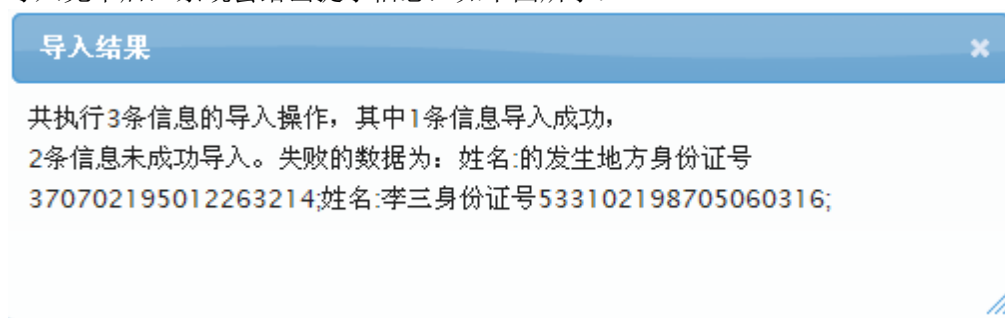 导入结果
共执行3条信息的导入操作，其中1条信息导入成功，
2条信息未成功导入。失败的数据为：姓名:的发生地方身份证号
370702195012263214;姓名:李三身份证号533102198705060316;